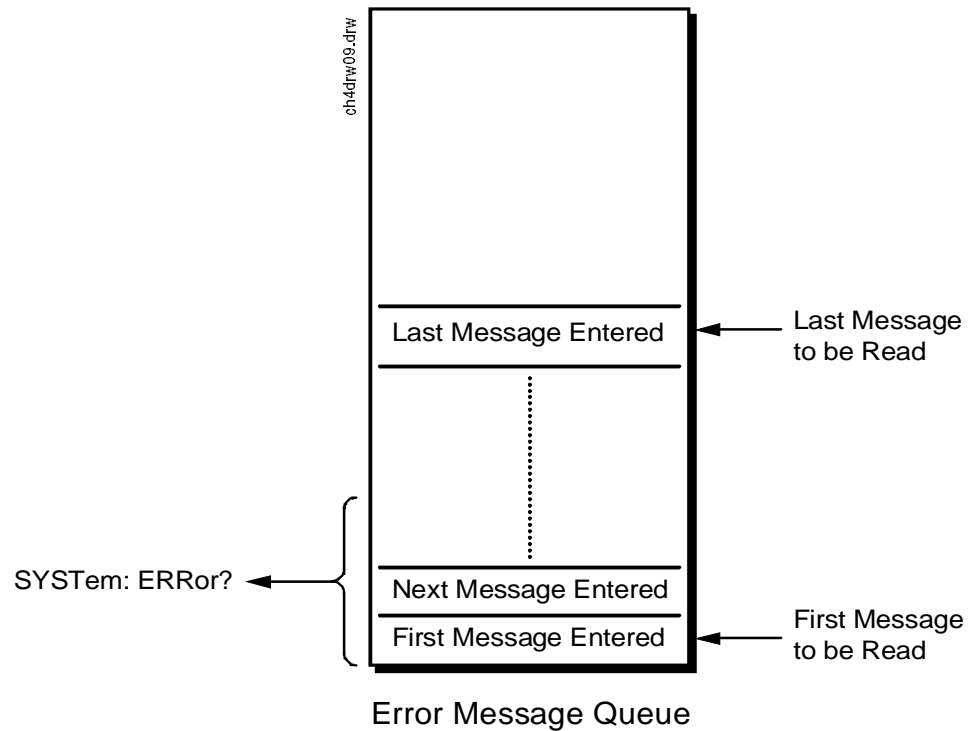 ch4drw09.drw
Last Message Entered
Last Message
to be Read
SYSTem: ERRor?
Next Message Entered
First Message Entered
First Message
to be Read
Error Message Queue